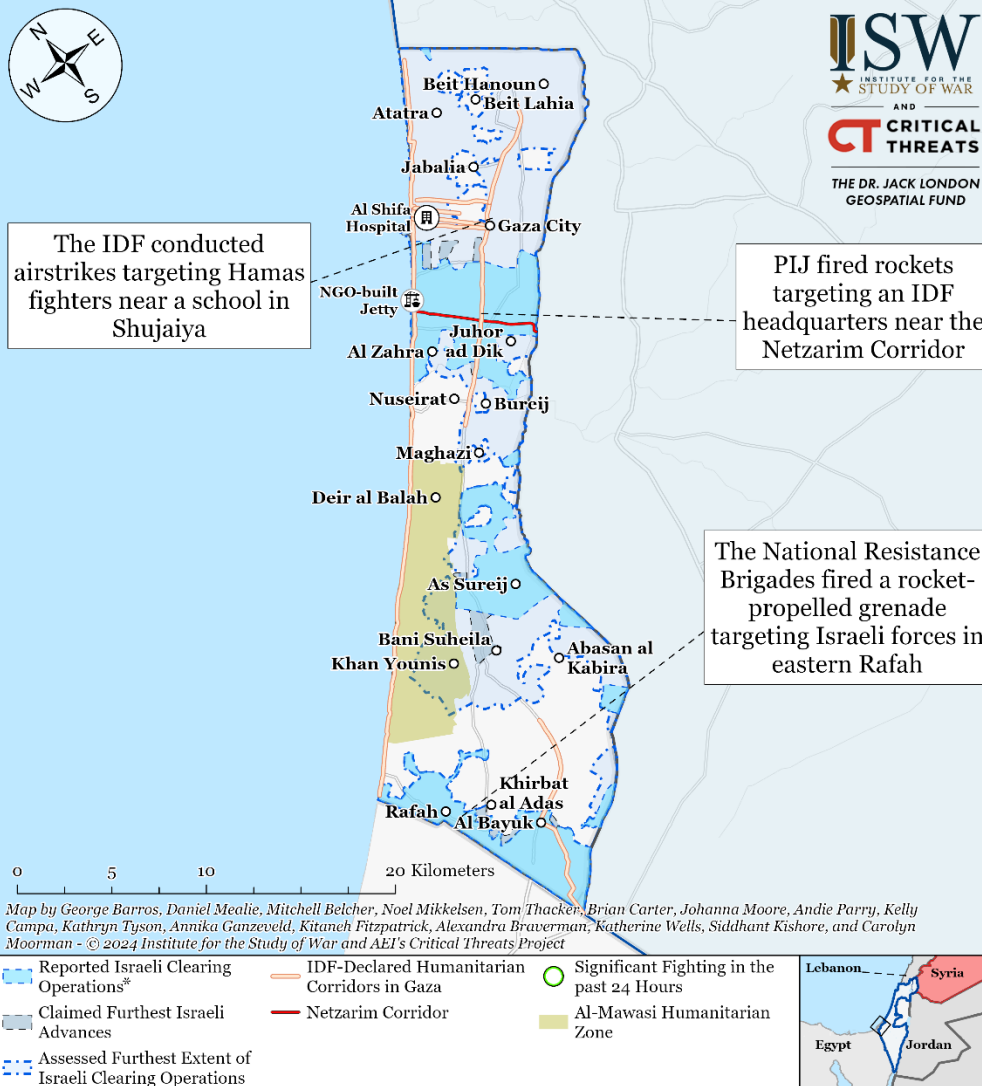 N
E
W
S
ISW
INSTITUTE FOR THE
STUDY OF WAR
AND
CT CRITICAL
THREATS
THE DR. JACK LONDON
GEOSPATIAL FUND
Beit Hanoun
Beit Lahia
Atatra
Jabalia
Al Shifa
Hospital
Gaza City
The IDF conducted
airstrikes targeting Hamas
fighters near a school in
Shujaiya
PIJ fired rockets
targeting an IDF
headquarters near the
Netzarim Corridor
NGO-built
Jetty
Juhor
ad Dik
Al Zahra
Nuseirat
Bureij
Maghazi
Deir al Balah
The National Resistance
Brigades fired a rocket-
propelled grenade
targeting Israeli forces in
eastern Rafah
As Sureij
Bani Suheila
Abasan al
Kabira
Khan Younis
Khirbat
al Adas
Rafah
Al Bayuk
0 5 10 20 Kilometers
Map by George Barros, Daniel Mealie, Mitchell Belcher, Noel Mikkelsen, Tom Thacker, Brian Carter, Johanna Moore, Andie Parry, Kelly
Campa, Kathryn Tyson, Annika Ganzeveld, Kitaneh Fitzpatrick, Alexandra Braverman, Katherine Wells, Siddhant Kishore, and Carolyn
Moorman - © 2024 Institute for the Study of War and AEI's Critical Threats Project
Reported Israeli Clearing
Operations*
Claimed Furthest Israeli
Advances
Assessed Furthest Extent of
Israeli Clearing Operations
IDF-Declared Humanitarian
Corridors in Gaza
Netzarim Corridor
Significant Fighting in the
past 24 Hours
Al-Mawasi Humanitarian
Zone
Lebanon
Syria
Egypt
Jordan